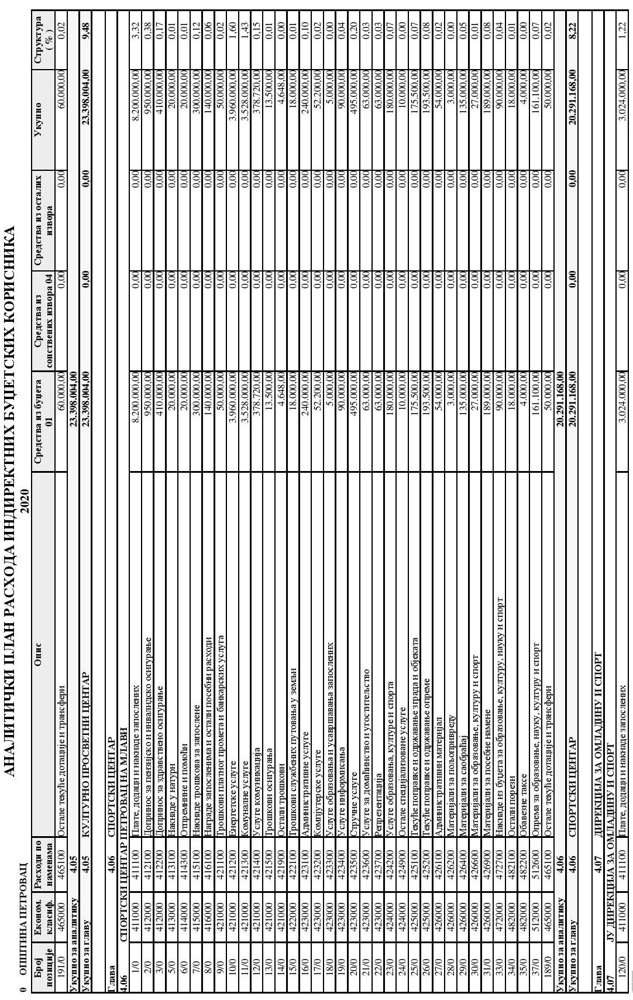 АНАЛИТИЧКИ ПЛАН РАСХОДА ИНДИРЕКТНИХ БУЏЕТСКИХ КОРИСНИКА
0 ОПШТИНА ПЕТРОВАЦ 2020
Број позиције Економ. класиф. Расходи по наменама Опис Средства из буџета 01 Средства из сопствених извора 04 Средства из осталих извора Укупно Структура ( % )
191/0 465000 465100 Остале текуће дотације и трансфери 60.000,00 0,00 0,00 60.000,00 0,02
Укупно за аналитику 4.05 23.398.004,00
Укупно за главу 4.05 КУЛТУРНО ПРОСВЕТНИ ЦЕНТАР 23.398.004,00 0,00 0,00 23.398.004,00 9,48
Глава 4.06 СПОРТСКИ ЦЕНТАР
4.06 СПОРТСКИ ЦЕНТАР ПЕТРОВАЦ НА МЛАВИ
1/0 411000 411100 Плате, додаци и накнаде запослених 8.200.000,00 0,00 0,00 8.200.000,00 3,32
2/0 412000 412100 Допринос за пензијско и инвалидско осигурање 950.000,00 0,00 0,00 950.000,00 0,38
3/0 412000 412200 Допринос за здравствено осигурање 410.000,00 0,00 0,00 410.000,00 0,17
5/0 413000 413100 Накнаде у натури 20.000,00 0,00 0,00 20.000,00 0,01
6/0 414000 414300 Отпремнине и помоћи 20.000,00 0,00 0,00 20.000,00 0,01
7/0 415000 415100 Накнаде трошкова за запослене 300.000,00 0,00 0,00 300.000,00 0,12
8/0 416000 416100 Награде запосленима и остали посебни расходи 140.000,00 0,00 0,00 140.000,00 0,06
9/0 421000 421100 Трошкови платног промета и банкарских услуга 50.000,00 0,00 0,00 50.000,00 0,02
10/0 421000 421200 Енергетске услуге 3.960.000,00 0,00 0,00 3.960.000,00 1,60
11/0 421000 421300 Комуналне услуге 3.528.000,00 0,00 0,00 3.528.000,00 1,43
12/0 421000 421400 Услуге комуникација 378.720,00 0,00 0,00 378.720,00 0,15
13/0 421000 421500 Трошкови осигурања 13.500,00 0,00 0,00 13.500,00 0,01
14/0 421000 421900 Остали трошкови 4.648,00 0,00 0,00 4.648,00 0,00
15/0 422000 422100 Трошкови службених путовања у земљи 18.000,00 0,00 0,00 18.000,00 0,01
16/0 423000 423100 Административне услуге 240.000,00 0,00 0,00 240.000,00 0,10
17/0 423000 423200 Компјутерске услуге 52.200,00 0,00 0,00 52.200,00 0,02
18/0 423000 423300 Услуге образовања и усавршавања запослених 5.000,00 0,00 0,00 5.000,00 0,00
19/0 423000 423400 Услуге информисања 90.000,00 0,00 0,00 90.000,00 0,04
20/0 423000 423500 Стручне услуге 495.000,00 0,00 0,00 495.000,00 0,20
21/0 423000 423600 Услуге за домаћинство и угоститељство 63.000,00 0,00 0,00 63.000,00 0,03
22/0 423000 423700 Репрезентација 63.000,00 0,00 0,00 63.000,00 0,03
23/0 424000 424200 Услуге образовања, културе и спорта 180.000,00 0,00 0,00 180.000,00 0,07
24/0 424000 424900 Остале специјализоване услуге 10.000,00 0,00 0,00 10.000,00 0,00
25/0 425000 425100 Текуће поправке и одржавање зграда и објеката 175.500,00 0,00 0,00 175.500,00 0,07
26/0 425000 425200 Текуће поправке и одржавање опреме 193.500,00 0,00 0,00 193.500,00 0,08
27/0 426000 426100 Административни материјал 54.000,00 0,00 0,00 54.000,00 0,02
28/0 426000 426200 Материјали за пољопривреду 3.000,00 0,00 0,00 3.000,00 0,00
29/0 426000 426400 Материјали за саобраћај 135.000,00 0,00 0,00 135.000,00 0,05
30/0 426000 426600 Материјали за образовање, културу и спорт 27.000,00 0,00 0,00 27.000,00 0,01
31/0 426000 426900 Материјали за посебне намене 189.000,00 0,00 0,00 189.000,00 0,08
33/0 472000 472700 Накнаде из буџета за образовање, културу, науку и спорт 90.000,00 0,00 0,00 90.000,00 0,04
34/0 482000 482100 Остали порези 18.000,00 0,00 0,00 18.000,00 0,01
35/0 482000 482200 Обавезне таксе 4.000,00 0,00 0,00 4.000,00 0,00
37/0 512000 512600 Опрема за образовање, науку, културу и спорт 161.100,00 0,00 0,00 161.100,00 0,07
189/0 465000 465100 Остале текуће дотације и трансфери 50.000,00 0,00 0,00 50.000,00 0,02
Укупно за аналитику 4.06 20.291.168,00
Укупно за главу 4.06 СПОРТСКИ ЦЕНТАР 20.291.168,00 0,00 0,00 20.291.168,00 8,22
Глава 4.07 ДИРЕКЦИЈА ЗА ОМЛАДИНУ И СПОРТ
4.07 ЈУ ДИРЕКЦИЈА ЗА ОМЛАДИНУ И СПОРТ
120/0 411000 411100 Плате, додаци и накнаде запослених 3.024.000,00 0,00 0,00 3.024.000,00 1,22